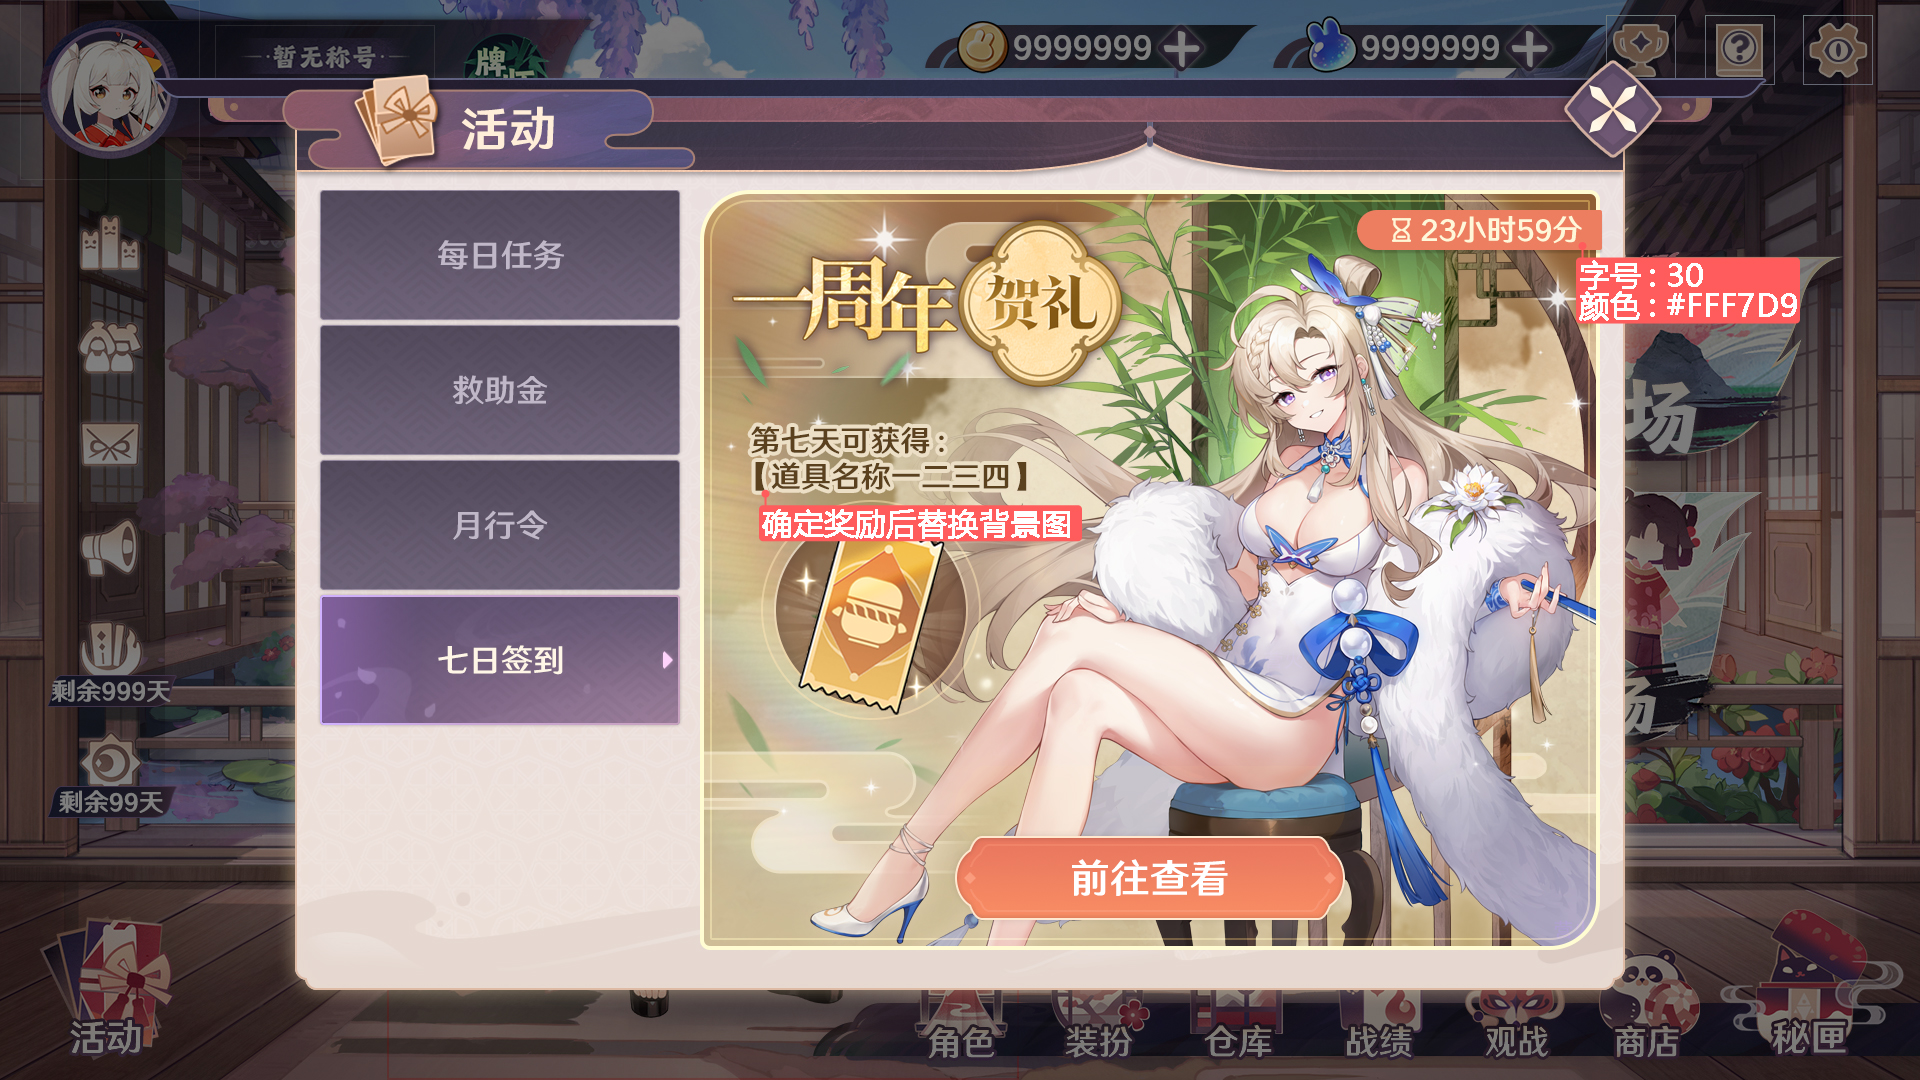 暂无称号
牌
9999999
9999999
活动
每日任务
救助金
月行令
七日签到
23小时59分
字号：30
颜色：#FFF7D9
一周年
贺礼
第七天可获得：
【道具名称一二三四】
确定奖励后替换背景图
前往查看
场
场
剩余999天
剩余99天
活动
角色
装扮
仓库
战绩
观战
商店
秘匣